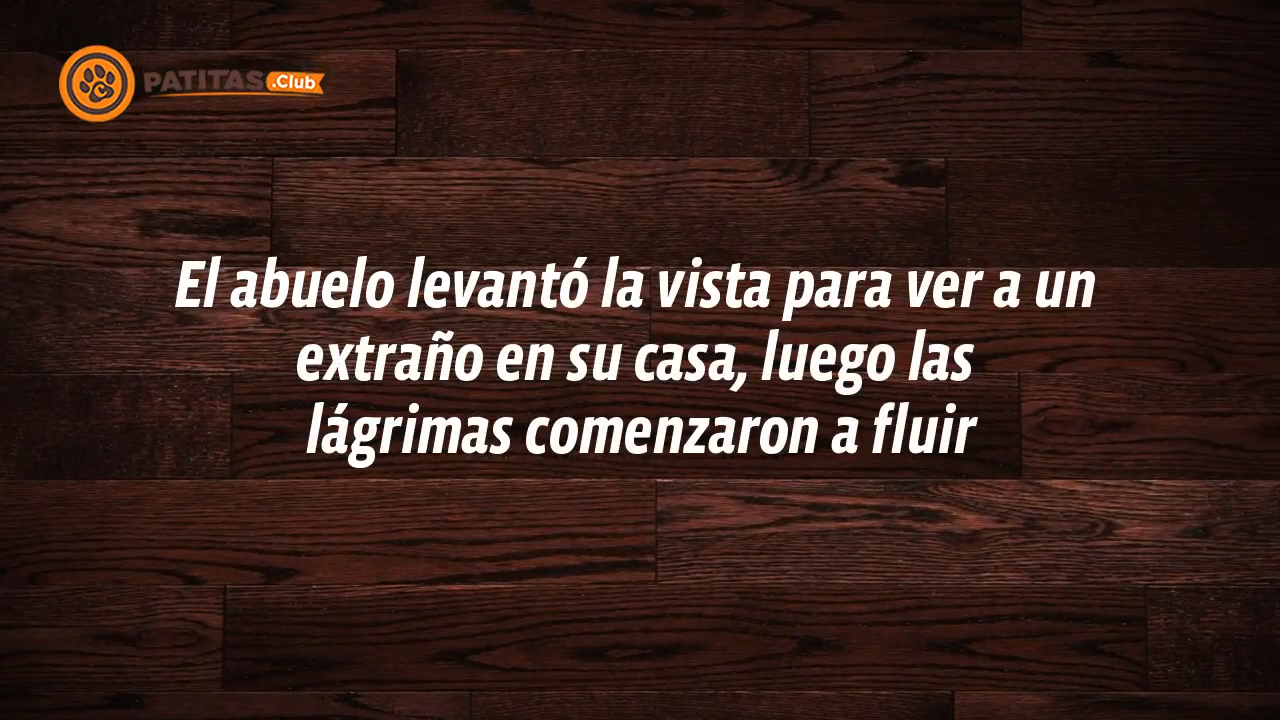 PATITAS.Club
El abuelo levantó la vista para ver a un
extraño en su casa, luego las
lágrimas comenzaron a fluir